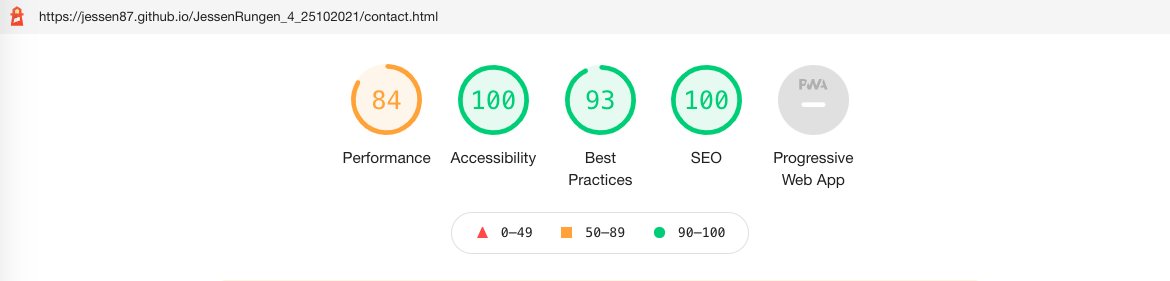 https://jessen87.github.io/JessenRungen_4_25102021/contact.html
84 100 93 100 PWA
Performance Accessibility Best Practices SEO Progressive Web App
0–49 50–89 90–100